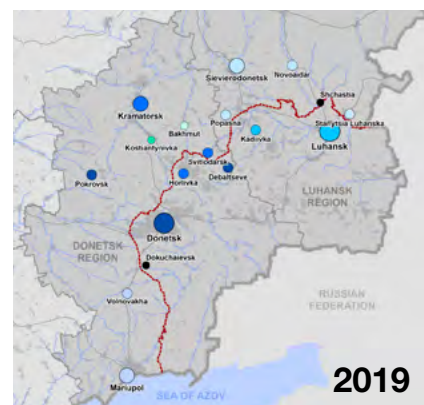 Novoaidar
Sievierodonetsk
Shchastia
Kramatorsk
Popasna
Stanytsia Luhanska
Bakhmut
Kadiivka
Kostiantynivka
Luhansk
Svitlodarsk
Debaltseve
Pokrovsk
Horlivka
LUHANSK
REGION
Donetsk
DONETSK
REGION
Dokuchaievsk
Volnovakha
RUSSIAN
FEDERATION
Mariupol
SEA OF AZOV
2019